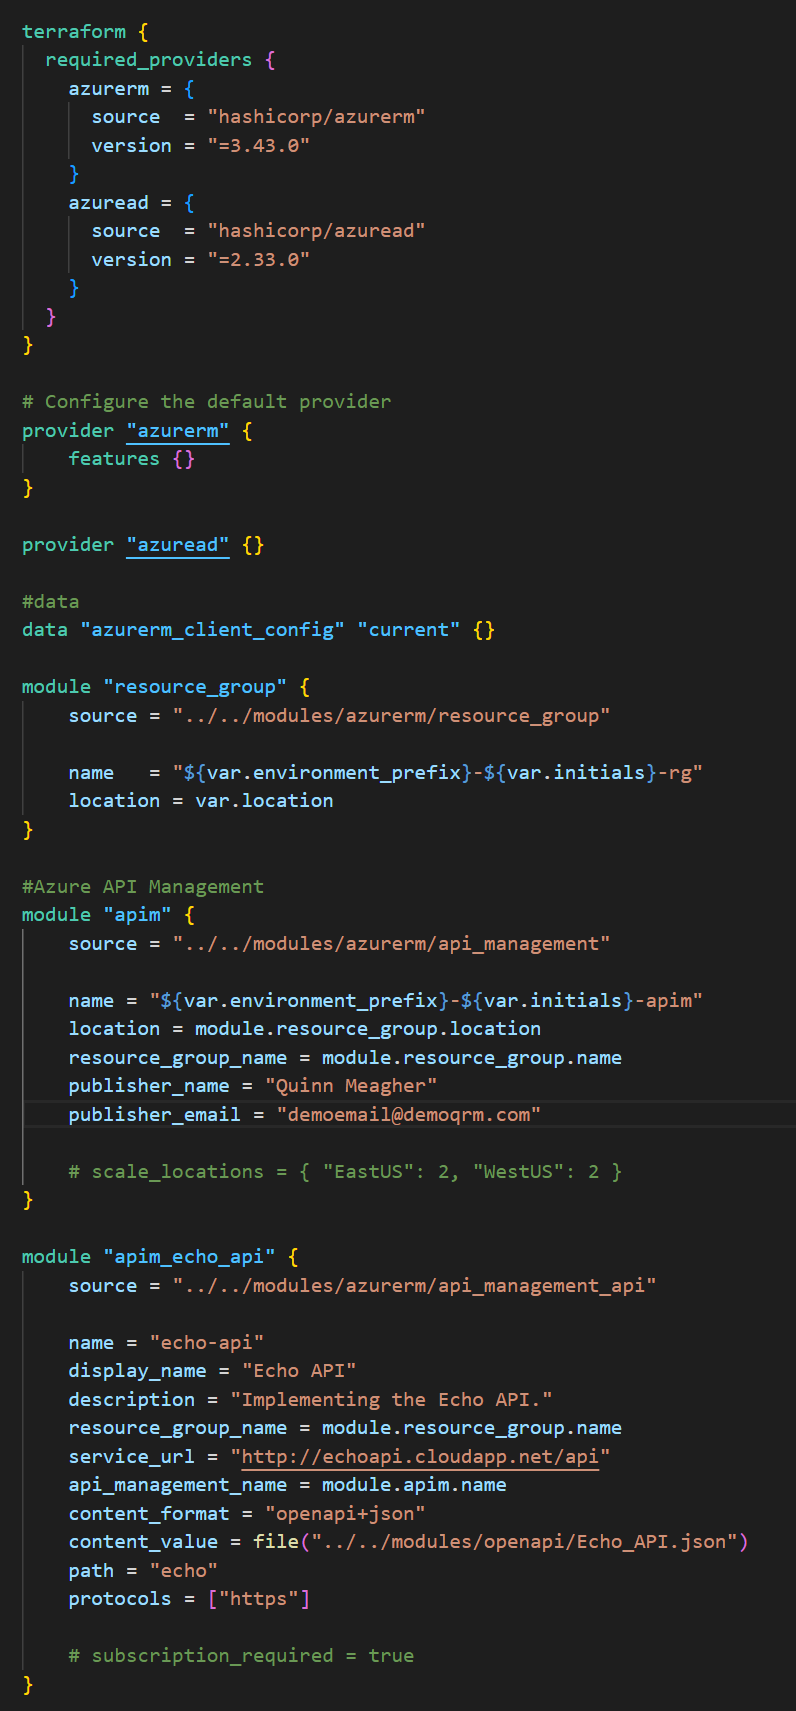 terraform {
  required_providers {
    azurerm = {
      source  = "hashicorp/azurerm"
      version = "=3.43.0"
    }
    azuread = {
      source  = "hashicorp/azuread"
      version = "=2.33.0"
    }
  }
}

# Configure the default provider
provider "azurerm" {
    features {}
}

provider "azuread" {}

#data
data "azurerm_client_config" "current" {}

module "resource_group" {
    source = "../../modules/azurerm/resource_group"

    name   = "${var.environment_prefix}-${var.initials}-rg"
    location = var.location
}

#Azure API Management
module "apim" {
    source = "../../modules/azurerm/api_management"

    name = "${var.environment_prefix}-${var.initials}-apim"
    location = module.resource_group.location
    resource_group_name = module.resource_group.name
    publisher_name = "Quinn Meagher"
    publisher_email = "demoemail@demoqrm.com"

    # scale_locations = { "EastUS": 2, "WestUS": 2 }
}

module "apim_echo_api" {
    source = "../../modules/azurerm/api_management_api"

    name = "echo-api"
    display_name = "Echo API"
    description = "Implementing the Echo API."
    resource_group_name = module.resource_group.name
    service_url = "http://echoapi.cloudapp.net/api"
    api_management_name = module.apim.name
    content_format = "openapi+json"
    content_value = file("../../modules/openapi/Echo_API.json")
    path = "echo"
    protocols = ["https"]

    # subscription_required = true
}